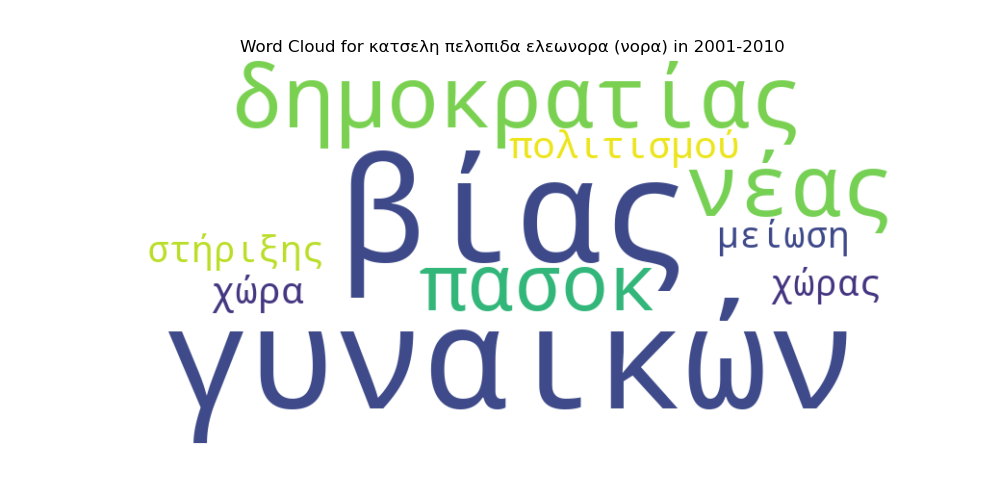 Word Cloud for κατσελη πελοπιδα ελεωνορα (νορα) in 2001-2010
δημοκρατίας
πολιτισμού
βίας
νέας
στήριξης
μείωση
πασοκ
χώρα
χώρας
γυναικών